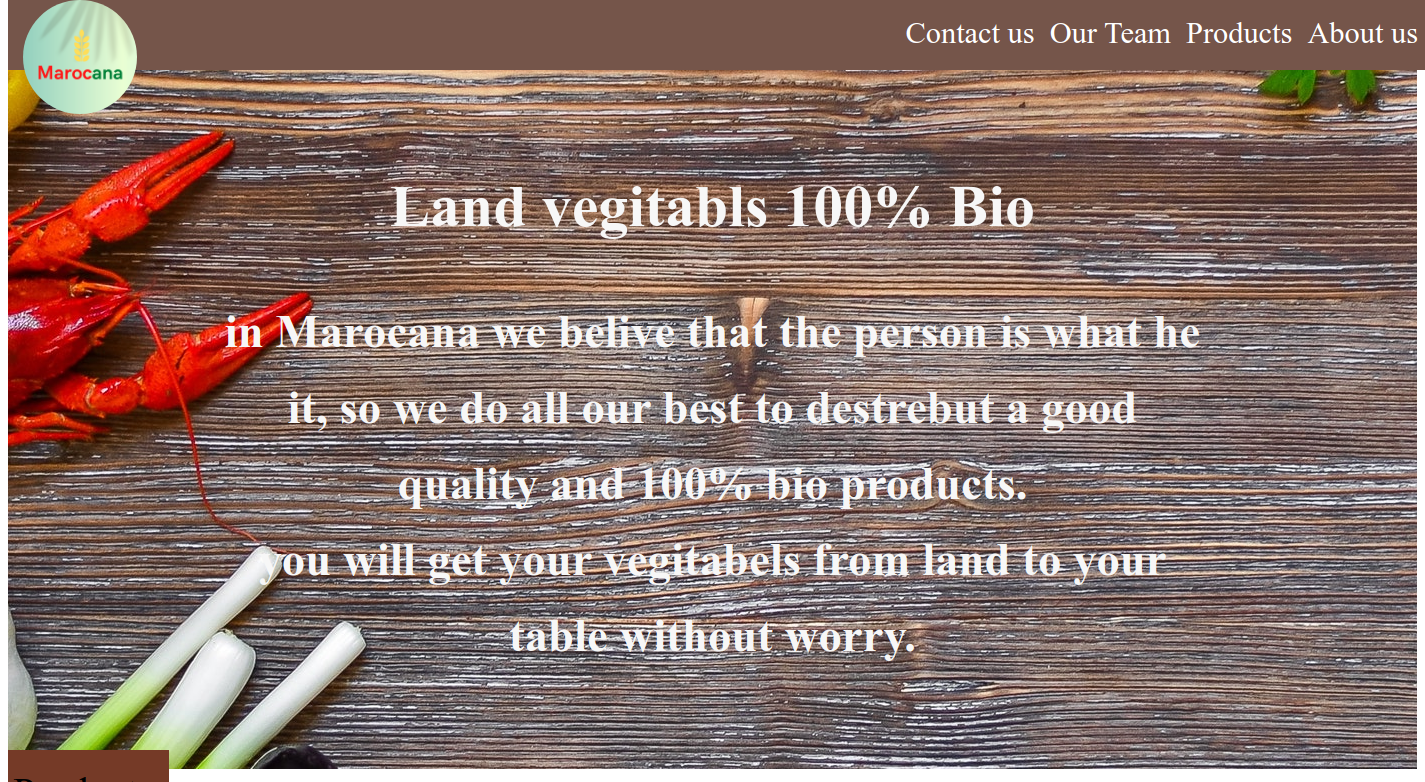 Marocana
Contact us Our Team Products About us
Land vegitabls 100% Bio
in Marocana we belive that the person is what he
it, so we do all our best to destrebut a good
quality and 100% bio products.
you will get your vegitabels from land to your
table without worry.